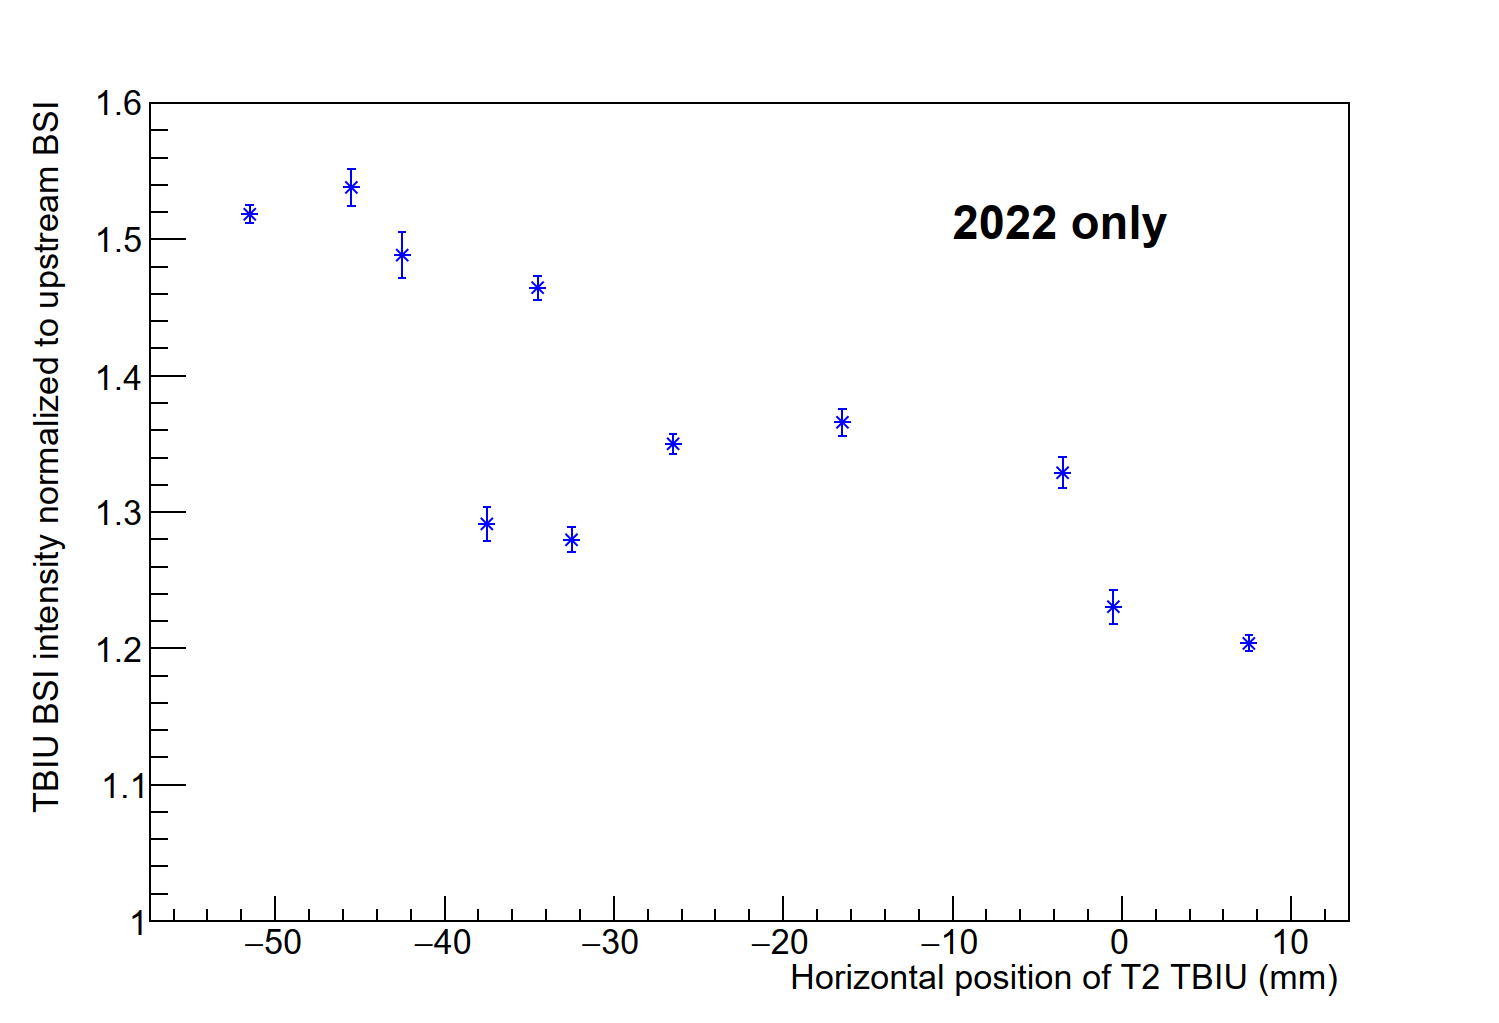 TBIU BSI intensity normalized to upstream BSI
1.6
1.5
1.4
1.3
1.2
1.1
1
2022 only
−50 −40 −30 −20 −10 0 10
Horizontal position of T2 TBIU (mm)